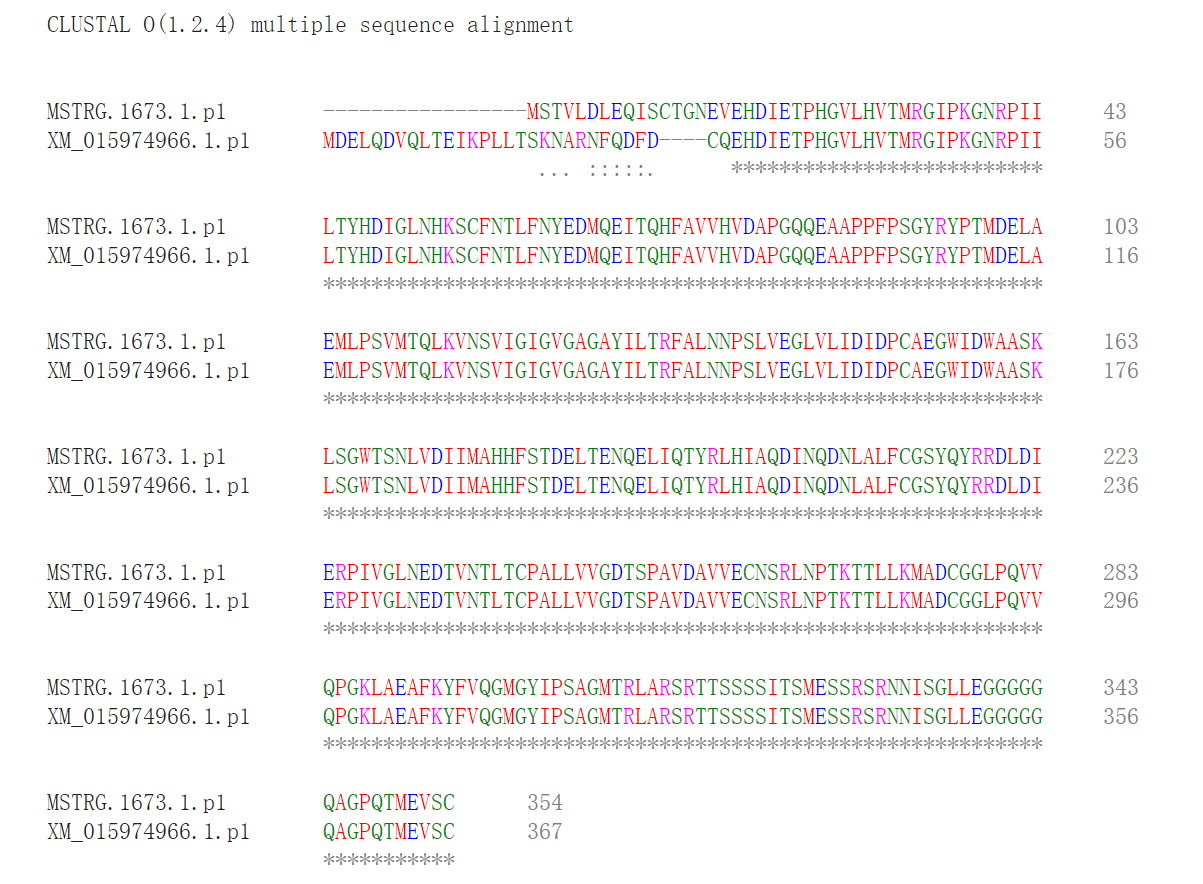 CLUSTAL O(1.2.4) multiple sequence alignment
MSTRG.1673.1.p1 -----------------MSTVLDLEQISCTGNEVEHDIETPHGVLHVTMRGIPKGNRPII 43
XM_015974966.1.p1 MDELQDVQLTEIKPLLTSKNARNFQDFD----CQEHDIETPHGVLHVTMRGIPKGNRPII 56
... :::::. **************************
MSTRG.1673.1.p1 LTYHDIGLNHKSCFNTLFNYEDMQEITQHFAVVHVDAPGQQEAAPPFPSGYRYPTMDELA 103
XM_015974966.1.p1 LTYHDIGLNHKSCFNTLFNYEDMQEITQHFAVVHVDAPGQQEAAPPFPSGYRYPTMDELA 116
************************************************************
MSTRG.1673.1.p1 EMLPSVMTQLKVNSVIGIGVGAGAYILTRFALNNPSLVEGLVLIDIDPCAEGWIDWAASK 163
XM_015974966.1.p1 EMLPSVMTQLKVNSVIGIGVGAGAYILTRFALNNPSLVEGLVLIDIDPCAEGWIDWAASK 176
************************************************************
MSTRG.1673.1.p1 LSGWTSNLVDIIMAHHFSTDELTENQELIQTYRLHIAQDINQDNLALFCGSYQYRRDLDI 223
XM_015974966.1.p1 LSGWTSNLVDIIMAHHFSTDELTENQELIQTYRLHIAQDINQDNLALFCGSYQYRRDLDI 236
************************************************************
MSTRG.1673.1.p1 ERPIVGLNEDTVNTLTCPALLVVGDTSPAVDAVVECNSRLNPTKTTLLKMADCGGLPQVV 283
XM_015974966.1.p1 ERPIVGLNEDTVNTLTCPALLVVGDTSPAVDAVVECNSRLNPTKTTLLKMADCGGLPQVV 296
************************************************************
MSTRG.1673.1.p1 QPGKLAEAFKYFVQGMGYIPSAGMTRLARSRTTSSSSITSMESSRSRNNISGLLEGGGGG 343
XM_015974966.1.p1 QPGKLAEAFKYFVQGMGYIPSAGMTRLARSRTTSSSSITSMESSRSRNNISGLLEGGGGG 356
************************************************************
MSTRG.1673.1.p1 QAGPQTMEVSC 354
XM_015974966.1.p1 QAGPQTMEVSC 367
***********